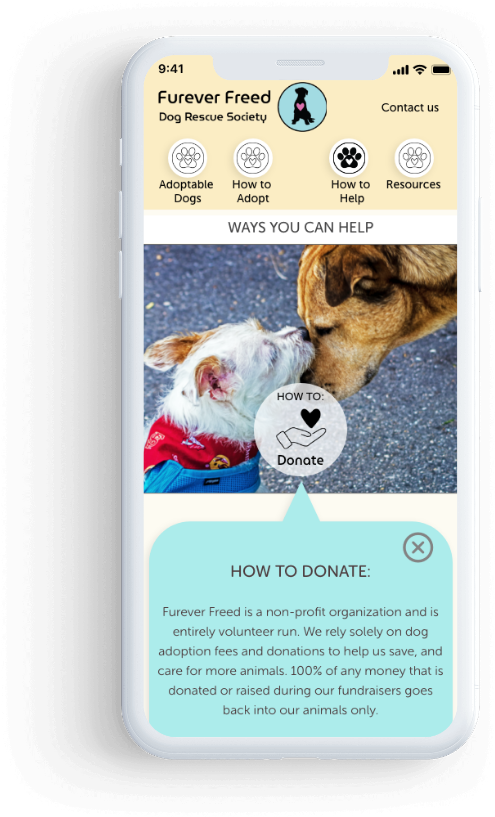 9:41
Furever Freed
Dog Rescue Society
Contact us
Adoptable
Dogs
How to
Adopt
How to
Help
Resources
WAYS YOU CAN HELP
HOW TO:
Donate
HOW TO DONATE:
Furever Freed is a non-profit organization and is
entirely volunteer run. We rely solely on dog
adoption fees and donations to help us save, and
care for more animals. 100% of any money that is
donated or raised during our fundraisers goes
back into our animals only.